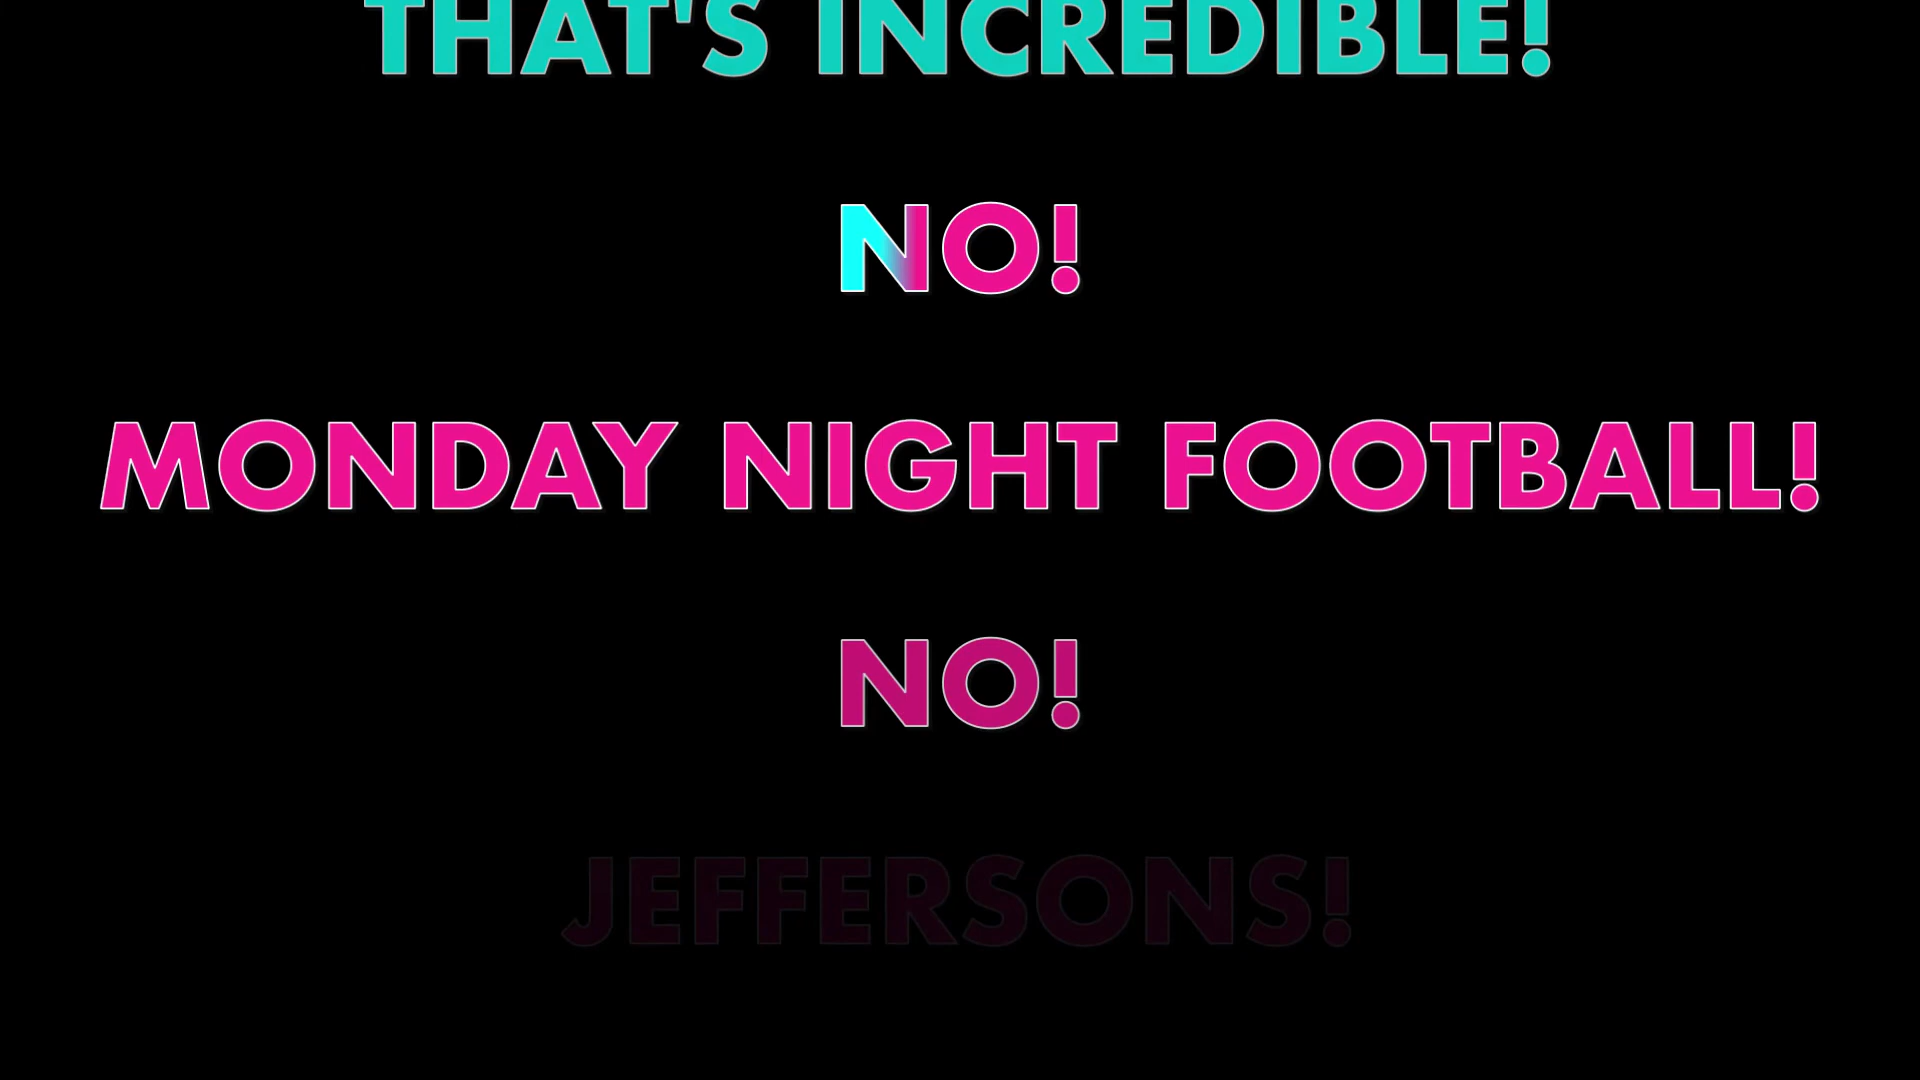 THAT'S INCREDIBLE!
NO!
MONDAY NIGHT FOOTBALL!
NO!
JEFFERSONS!